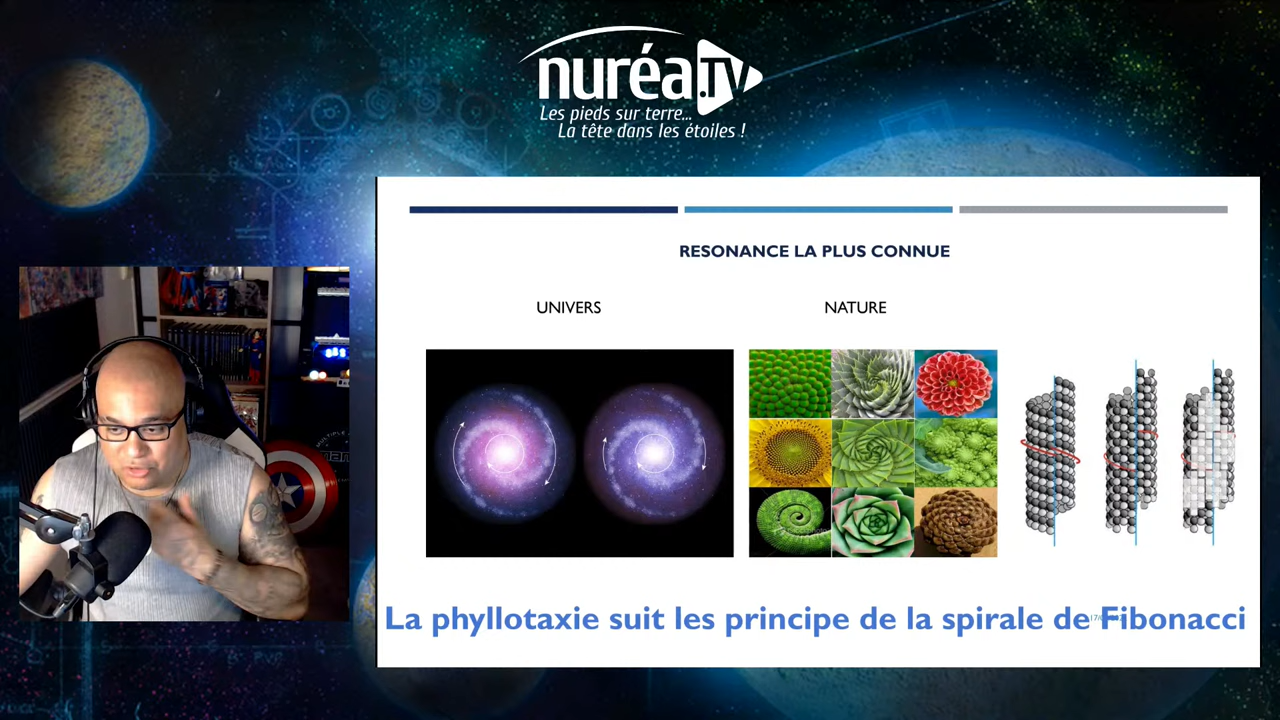 nuréa.TV
Les pieds sur terre...
La tête dans les étoiles !
RESONANCE LA PLUS CONNUE
UNIVERS
NATURE
La phyllotaxie suit les principe de la spirale de Fibonacci